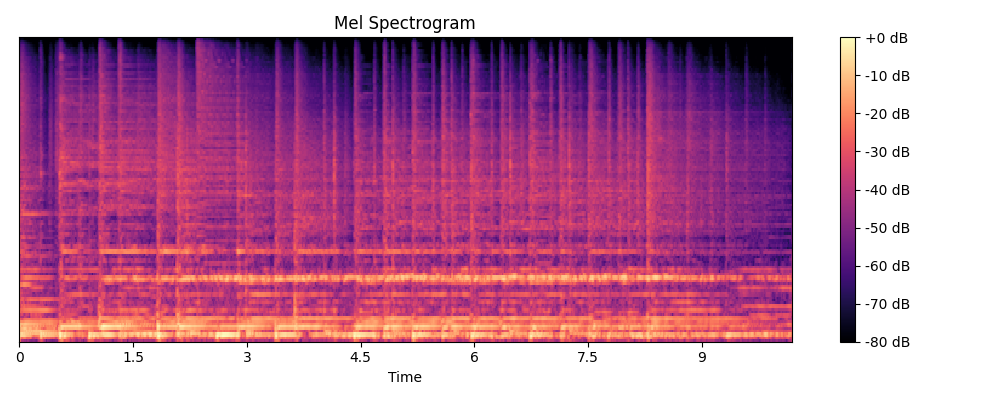 Mel Spectrogram
+0 dB
-10 dB
-20 dB
-30 dB
-40 dB
-50 dB
-60 dB
-70 dB
-80 dB
0 1.5 3 4.5 6 7.5 9
Time